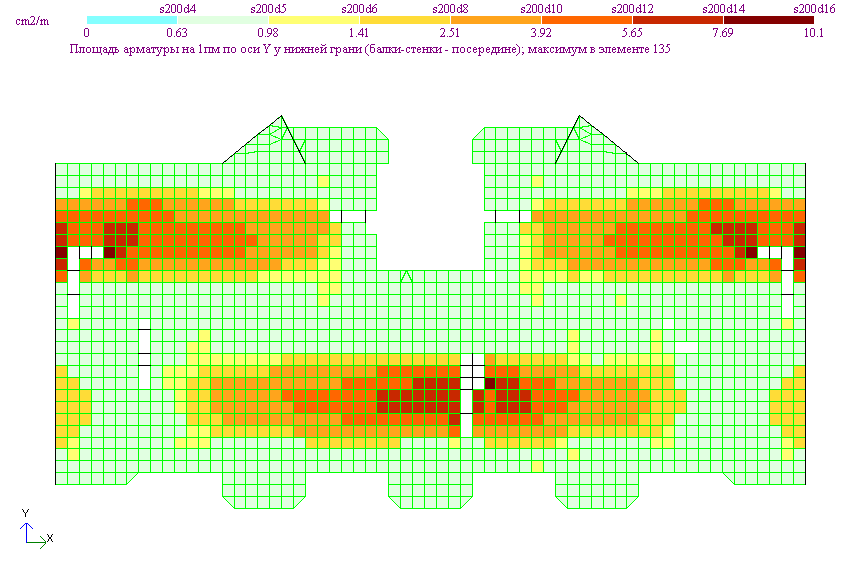 s200d4 s200d5 s200d6 s200d8 s200d10 s200d12 s200d14 s200d16
cm2/m
0 0.63 0.98 1.41 2.51 3.92 5.65 7.69 10.1
Площадь арматуры на 1пм по оси Y у нижней грани (балки-стенки - посередине); максимум в элементе 135
Y
X